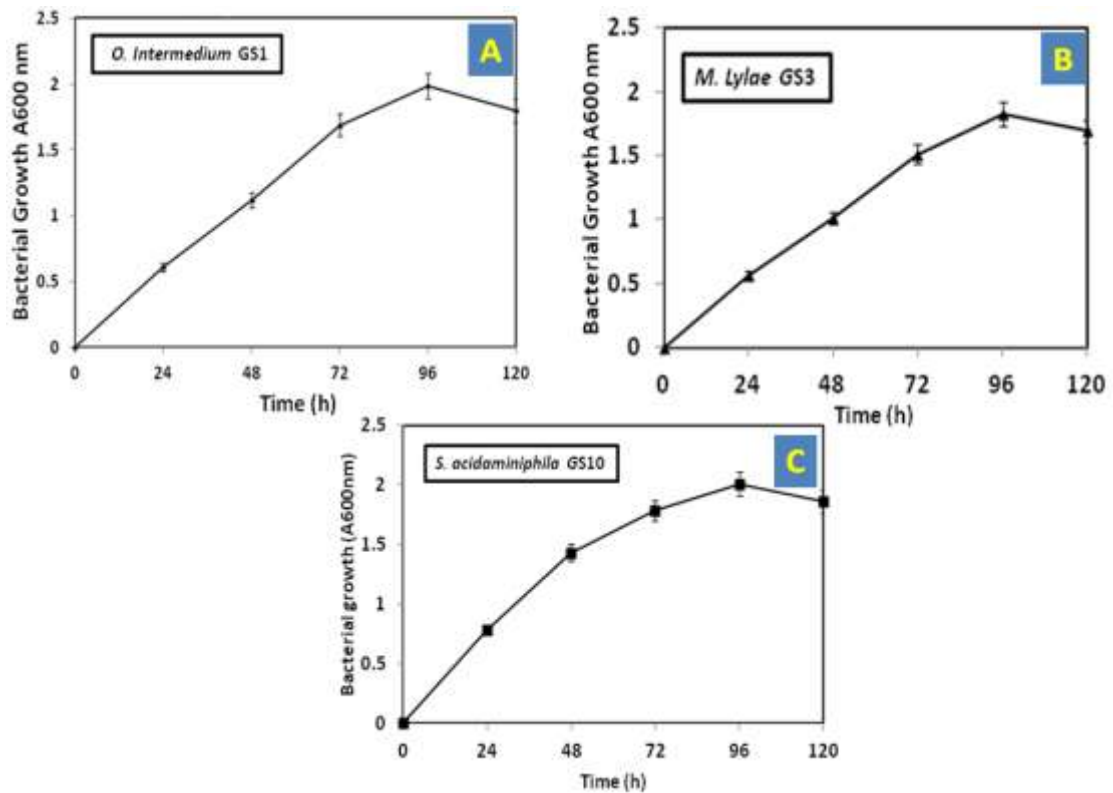 A
O. Intermedium GS1
Bacterial Growth A600 nm
2.5
2
1.5
1
0.5
0
0 24 48 72 96 120
Time (h)
B
M. Lylae GS3
Bacterial Growth A600 nm
2.5
2
1.5
1
0.5
0
0 24 48 72 96 120
Time (h)
C
S. acidaminiphila GS10
Bacterial growth (A600nm)
2.5
2
1.5
1
0.5
0
0 24 48 72 96 120
Time (h)